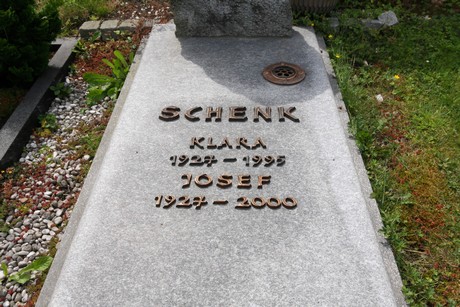 SCHENK
KLARA
1927 – 1995
JOSEF
1927 – 2000